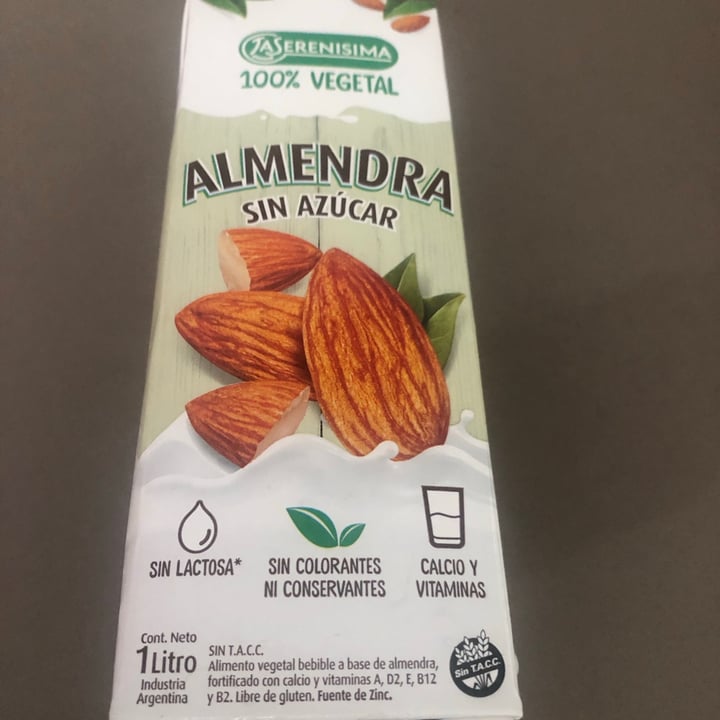 LASERENISIMA
100% VEGETAL
ALMENDRA
SIN AZÚCAR
SIN LACTOSA*
SIN COLORANTES
NI CONSERVANTES
CALCIO Y
VITAMINAS
Cont. Neto
1 Litro
Industria
Argentina
SIN T.A.C.C.
Alimento vegetal bebible a base de almendra,
fortificado con calcio y vitaminas A, D2, E, B12
y B2. Libre de gluten. Fuente de Zinc.
Sin T.A.C.C.